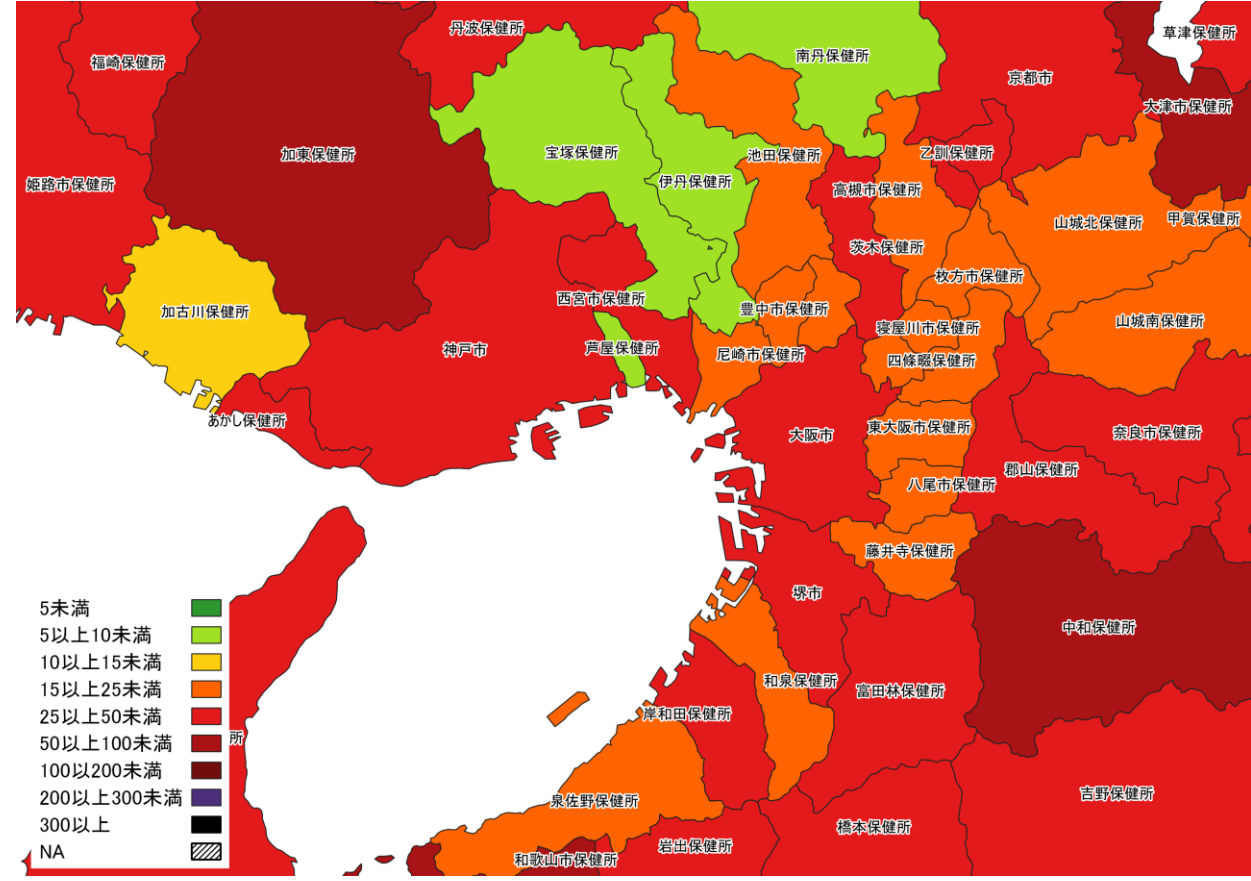 丹波保健所
草津保健所
福崎保健所
南丹保健所
京都市
大津市保健所
加東保健所
宝塚保健所
池田保健所
乙訓保健所
姫路市保健所
伊丹保健所
高槻市保健所
山城北保健所
甲賀保健所
茨木保健所
枚方市保健所
西宮市保健所
加古川保健所
豊中市保健所
寝屋川市保健所
山城南保健所
神戸市
芦屋保健所
尼崎市保健所
四條畷保健所
あかし保健所
大阪市
東大阪市保健所
奈良市保健所
郡山保健所
八尾市保健所
藤井寺保健所
堺市
中和保健所
和泉保健所
富田林保健所
岸和田保健所
所
泉佐野保健所
吉野保健所
橋本保健所
岩出保健所
和歌山市保健所
5未満
5以上10未満
10以上15未満
15以上25未満
25以上50未満
50以上100未満
100以200未満
200以上300未満
300以上
NA